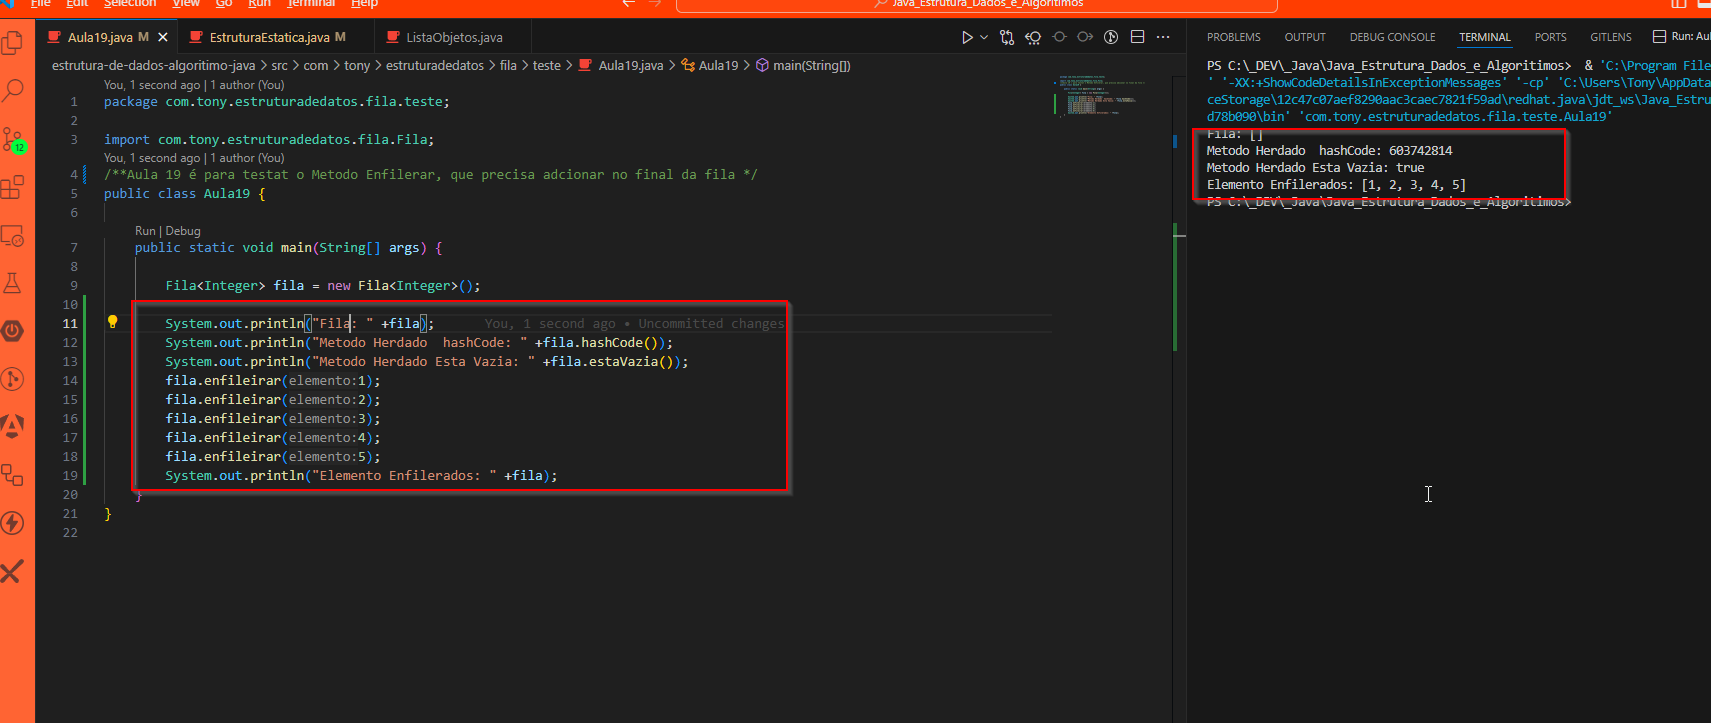 File Edit Selection View Go Run Terminal Help
Java_Estrutura_Dados_e_Algoritimos
Aula19.java M
EstruturaEstatica.java M
ListaObjetos.java
estrutura-de-dados-algoritimo-java > src > com > tony > estruturadedatos > fila > teste > Aula19.java > Aula19 > main(String[])
You, 1 second ago | 1 author (You)
1 package com.tony.estruturadedatos.fila.teste;
2
3 import com.tony.estruturadedatos.fila.Fila;
You, 1 second ago | 1 author (You)
4 /**Aula 19 é para testat o Metodo Enfilerar, que precisa adcionar no final da fila */
5 public class Aula19 {
6
Run | Debug
7 public static void main(String[] args) {
8
9 Fila<Integer> fila = new Fila<Integer>();
10
11 System.out.println("Fila: " +fila); You, 1 second ago • Uncommitted changes
12 System.out.println("Metodo Herdado  hashCode: " +fila.hashCode());
13 System.out.println("Metodo Herdado Esta Vazia: " +fila.estaVazia());
14 fila.enfileirar(elemento:1);
15 fila.enfileirar(elemento:2);
16 fila.enfileirar(elemento:3);
17 fila.enfileirar(elemento:4);
18 fila.enfileirar(elemento:5);
19 System.out.println("Elemento Enfilerados: " +fila);
20 }
21 }
22
12
PROBLEMS OUTPUT DEBUG CONSOLE TERMINAL PORTS GITLENS Run: Aul
PS C:\_DEV\_Java\Java_Estrutura_Dados_e_Algoritimos>  & 'C:\Program File
' '-XX:+ShowCodeDetailsInExceptionMessages' '-cp' 'C:\Users\Tony\AppData
ceStorage\12c47c07aef8290aac3caec7821f59ad\redhat.java\jdt_ws\Java_Estru
d78b090\bin' 'com.tony.estruturadedatos.fila.teste.Aula19'
Fila: []
Metodo Herdado  hashCode: 603742814
Metodo Herdado Esta Vazia: true
Elemento Enfilerados: [1, 2, 3, 4, 5]
PS C:\_DEV\_Java\Java_Estrutura_Dados_e_Algoritimos>